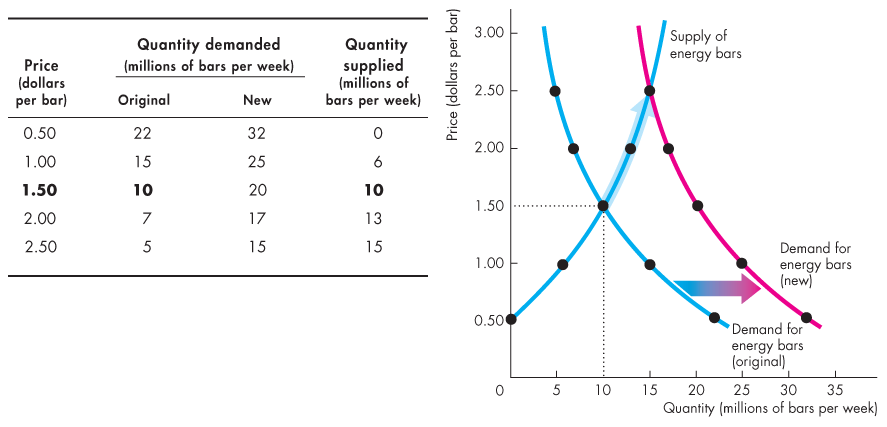 Quantity demanded
(millions of bars per week)
Quantity
supplied
(millions of
bars per week)
Price
(dollars
per bar)
Original
New
0.50 22 32 0
1.00 15 25 6
1.50 10 20 10
2.00 7 17 13
2.50 5 15 15
Price (dollars per bar)
3.00
2.50
2.00
1.50
1.00
0.50
Supply of
energy bars
Demand for
energy bars
(new)
Demand for
energy bars
(original)
0 5 10 15 20 25 30 35
Quantity (millions of bars per week)